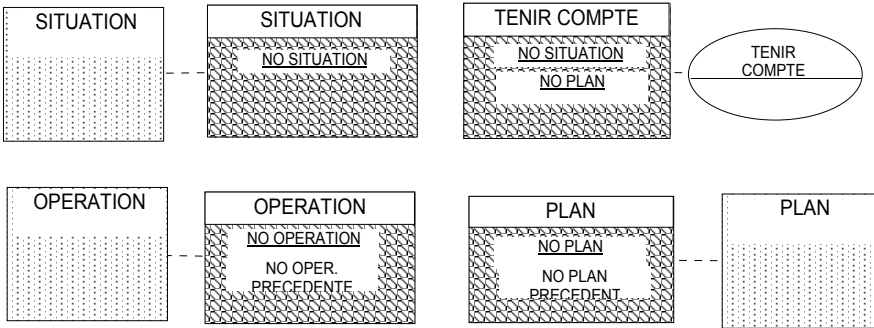 SITUATION
SITUATION
NO SITUATION
TENIR COMPTE
NO SITUATION
NO PLAN
TENIR
COMPTE
OPERATION
OPERATION
NO OPERATION
NO OPER.
PRECEDENTE
PLAN
NO PLAN
NO PLAN
PRECEDENT
PLAN